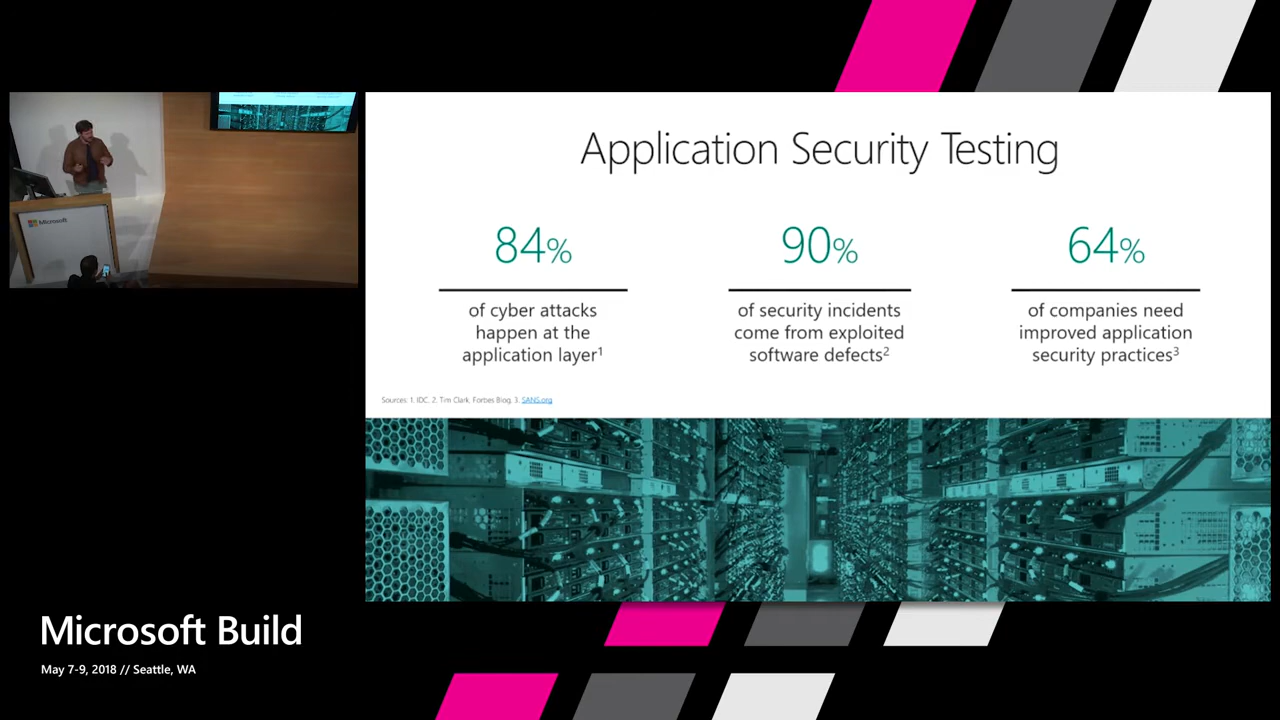 Microsoft
Application Security Testing
84%
of cyber attacks
happen at the
application layer1
90%
of security incidents
come from exploited
software defects2
64%
of companies need
improved application
security practices3
Sources: 1. IDC. 2. Tim Clark, Forbes Blog. 3. SANS.org
Microsoft Build
May 7-9, 2018 // Seattle, WA